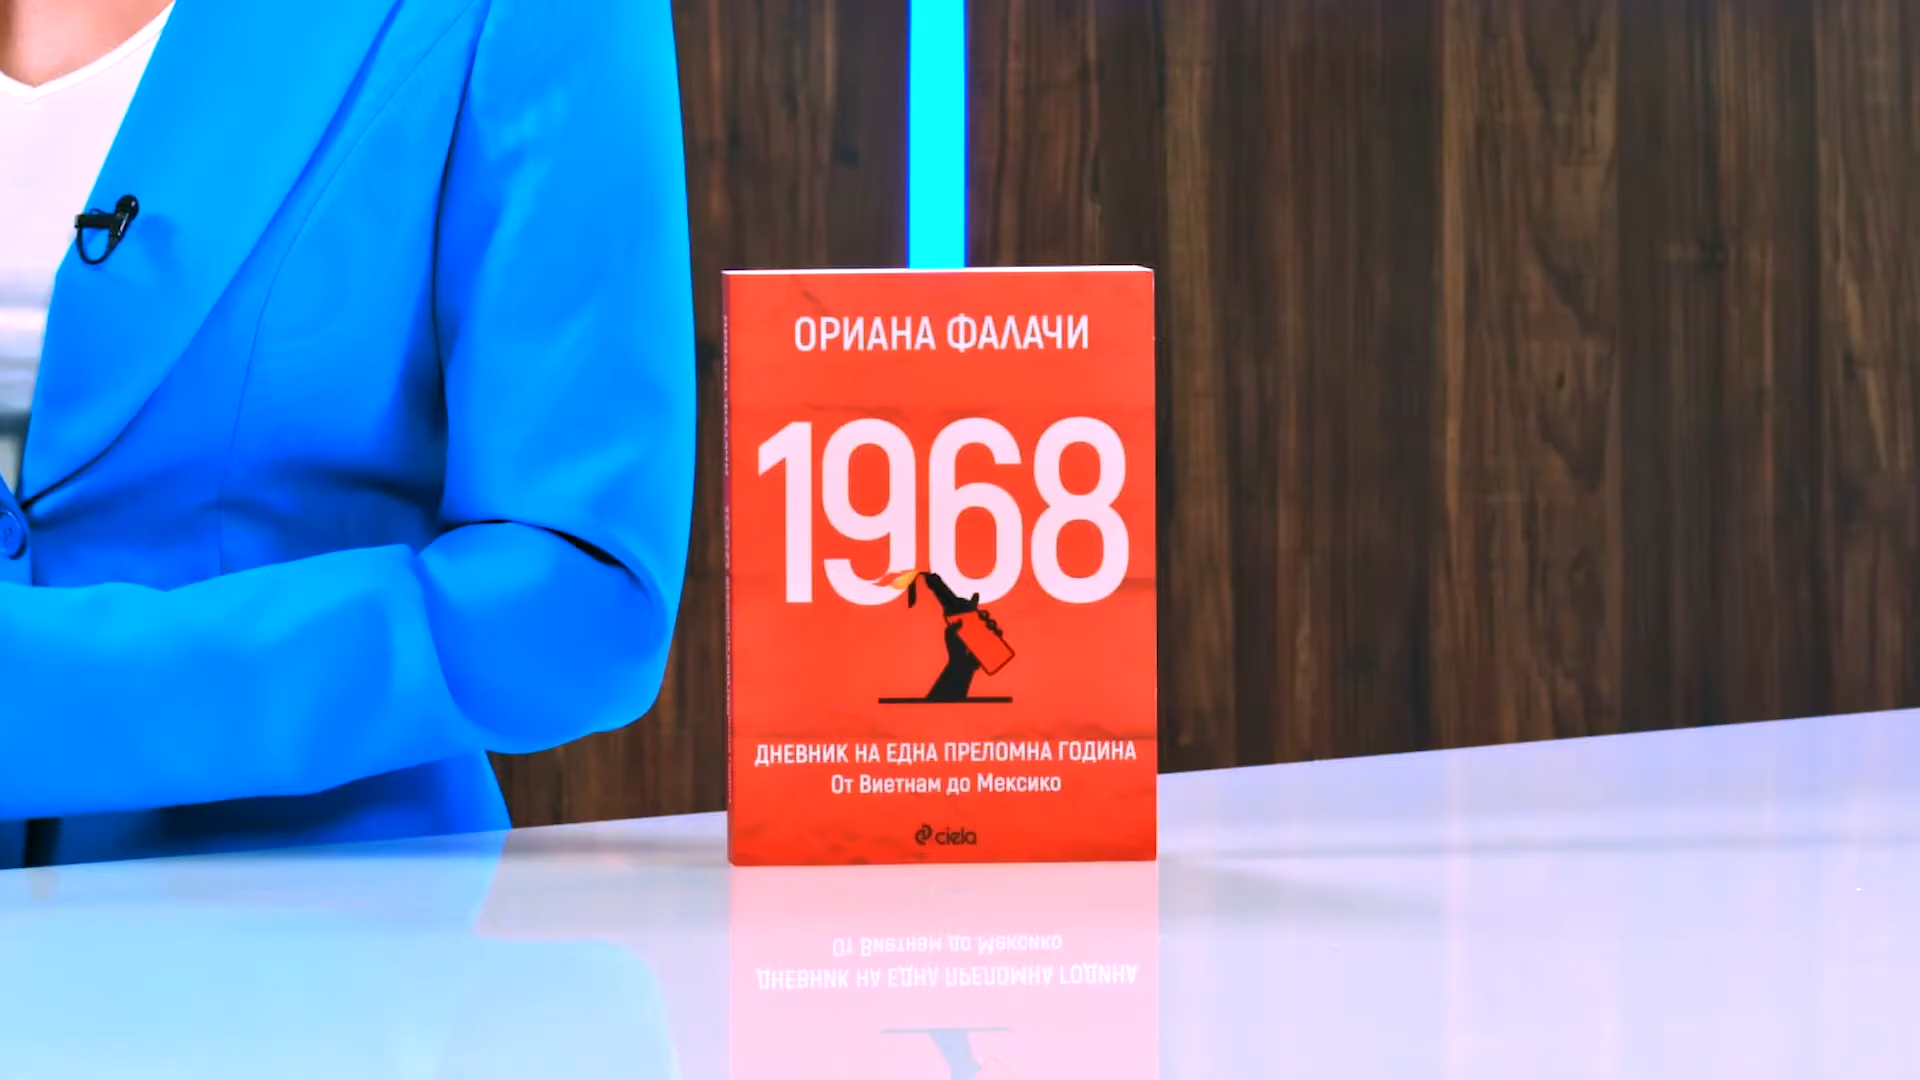 ОРИАНА ФАЛАЧИ
1968
ДНЕВНИК НА ЕДНА ПРЕЛОМНА ГОДИНА
От Виетнам до Мексико
ciela